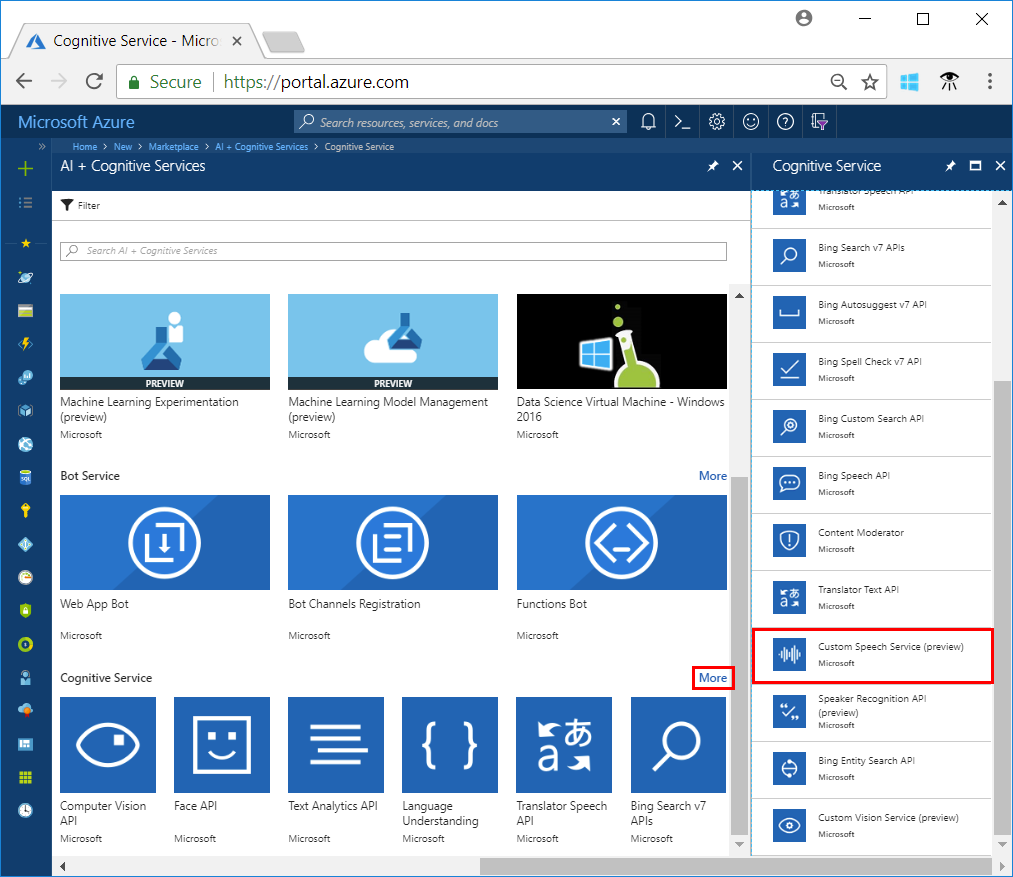 Cognitive Service - Micro
Secure
https://portal.azure.com
Microsoft Azure
Search resources, services, and docs
Home > New > Marketplace > AI + Cognitive Services > Cognitive Service
AI + Cognitive Services
Filter
Search AI + Cognitive Services
PREVIEW
Machine Learning Experimentation
(preview)
Microsoft
PREVIEW
Machine Learning Model Management
(preview)
Microsoft
Data Science Virtual Machine - Windows
2016
Microsoft
Bot Service
More
Web App Bot
Microsoft
Bot Channels Registration
Microsoft
Functions Bot
Microsoft
Cognitive Service
More
Computer Vision
API
Microsoft
Face API
Microsoft
Text Analytics API
Microsoft
Language
Understanding
Microsoft
a あ
Translator Speech
API
Microsoft
Bing Search v7
APIs
Microsoft
Cognitive Service
Translator Speech API
Microsoft
Bing Search v7 APIs
Microsoft
Bing Autosuggest v7 API
Microsoft
Bing Spell Check v7 API
Microsoft
Bing Custom Search API
Microsoft
Bing Speech API
Microsoft
Content Moderator
Microsoft
a あ
Translator Text API
Microsoft
Custom Speech Service (preview)
Microsoft
Speaker Recognition API
(preview)
Microsoft
Bing Entity Search API
Microsoft
Custom Vision Service (preview)
Microsoft